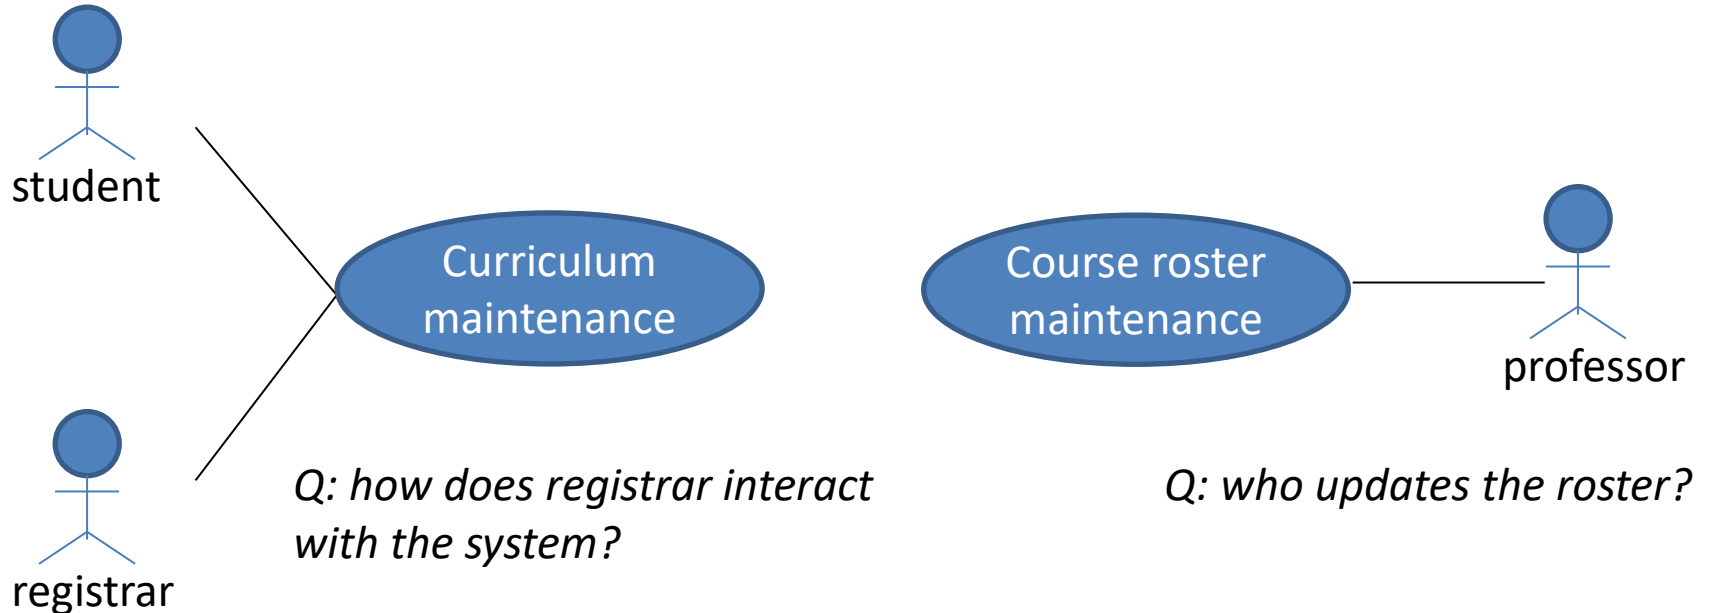 student
Curriculum
maintenance
Course roster
maintenance
professor
Q: how does registrar interact
with the system?
Q: who updates the roster?
registrar